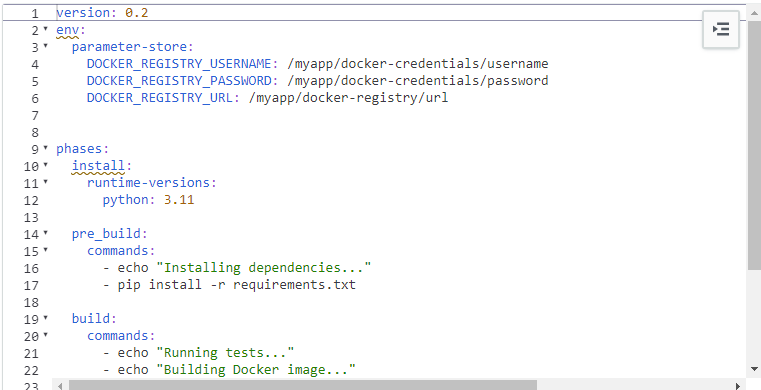 1 version: 0.2
2 env:
3   parameter-store:
4     DOCKER_REGISTRY_USERNAME: /myapp/docker-credentials/username
5     DOCKER_REGISTRY_PASSWORD: /myapp/docker-credentials/password
6     DOCKER_REGISTRY_URL: /myapp/docker-registry/url
7
8
9 phases:
10   install:
11     runtime-versions:
12       python: 3.11
13
14   pre_build:
15     commands:
16       - echo "Installing dependencies..."
17       - pip install -r requirements.txt
18
19   build:
20     commands:
21       - echo "Running tests..."
22       - echo "Building Docker image..."
23